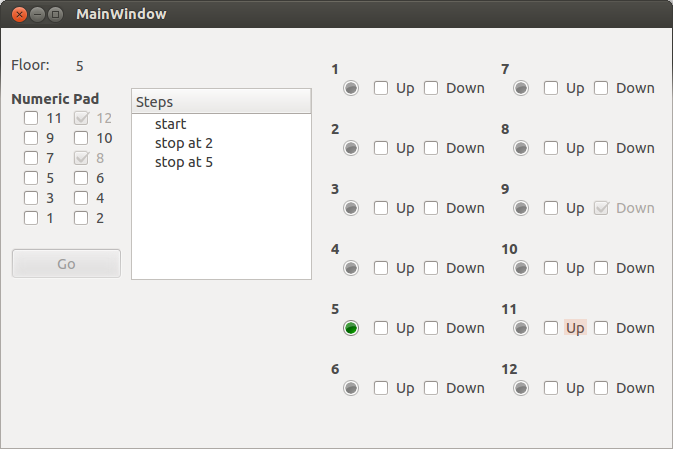 MainWindow
Floor: 5
Numeric Pad
11 12
9 10
7 8
5 6
3 4
1 2
Go
Steps
start
stop at 2
stop at 5
1
Up Down
2
Up Down
3
Up Down
4
Up Down
5
Up Down
6
Up Down
7
Up Down
8
Up Down
9
Up Down
10
Up Down
11
Up Down
12
Up Down